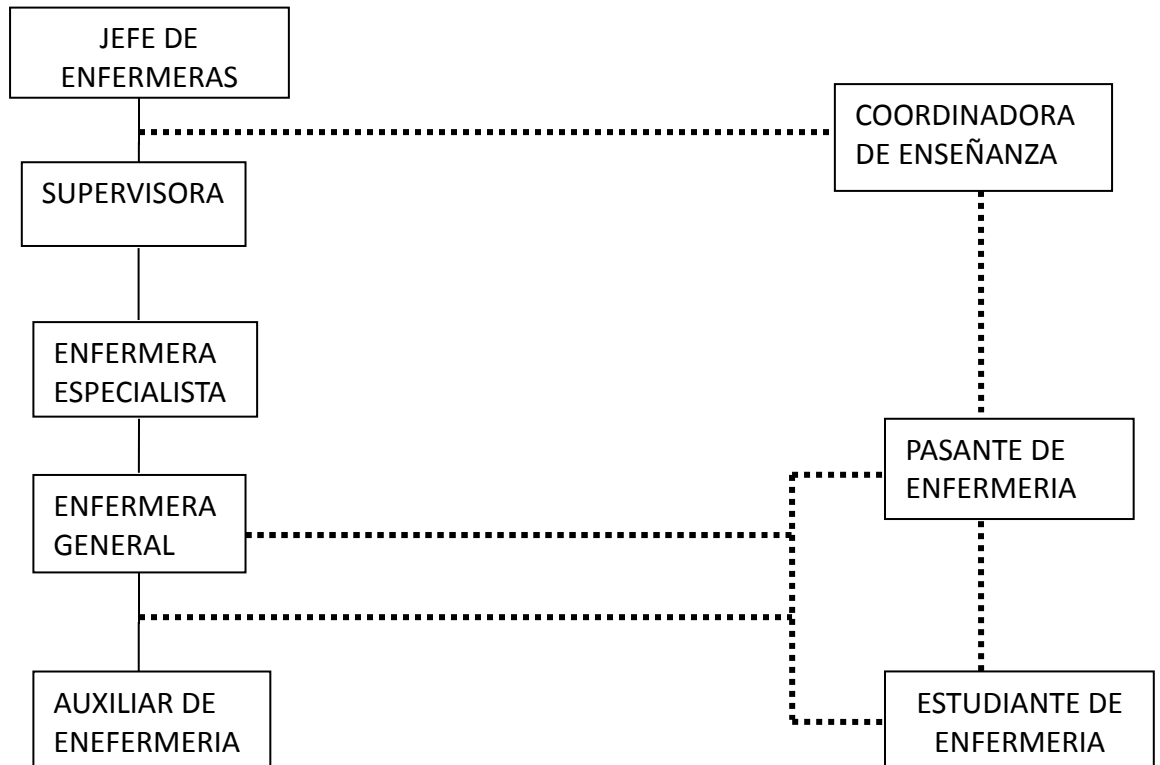 JEFE DE
ENFERMERAS
COORDINADORA
DE ENSEÑANZA
SUPERVISORA
ENFERMERA
ESPECIALISTA
PASANTE DE
ENFERMERIA
ENFERMERA
GENERAL
AUXILIAR DE
ENEFERMERIA
ESTUDIANTE DE
ENFERMERIA